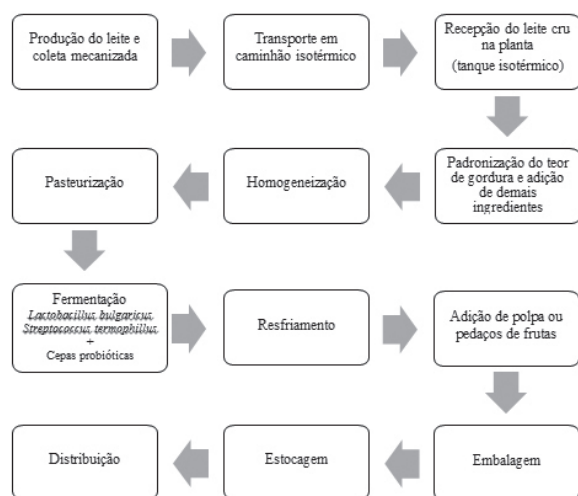 Produção do leite e
coleta mecanizada
Transporte em
caminhão isotérmico
Recepção do leite cru
na planta
(tanque isotérmico)
Padronização do teor
de gordura e adição
de demais
ingredientes
Homogeneização
Pasteurização
Fermentação
Lactobacillus bulgaricus
Streptococcus termophillus
+
Cepas probióticas
Resfriamento
Adição de polpa ou
pedaços de frutas
Embalagem
Estocagem
Distribuição